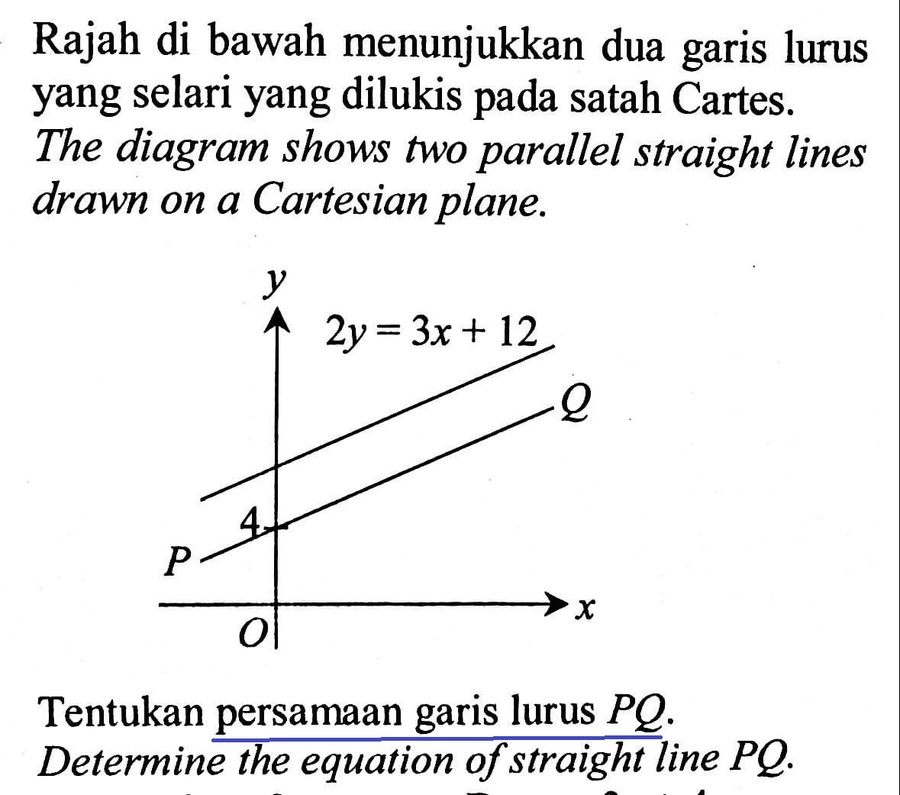 Rajah di bawah menunjukkan dua garis lurus
yang selari yang dilukis pada satah Cartes.
The diagram shows two parallel straight lines
drawn on a Cartesian plane.
y
2y = 3x + 12
Q
4
P
x
O
Tentukan persamaan garis lurus PQ.
Determine the equation of straight line PQ.